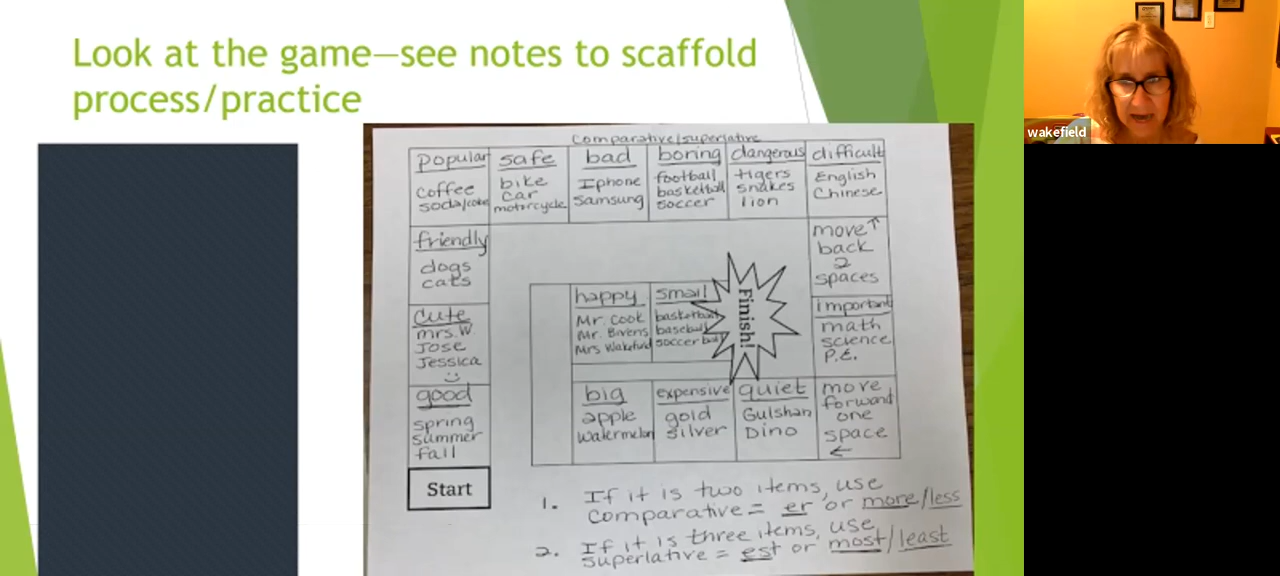 Look at the game—see notes to scaffold
process/practice
wakefield
Comparative/superlative
popular
coffee
soda/coke
safe
bike
car
motorcycle
bad
Iphone
Samsung
boring
football
basketball
soccer
dangerous
tigers
snakes
lion
difficult
English
Chinese
friendly
dogs
cats
move ↑
back
2
spaces
happy
Mr. Cook
Mr. Bivens
Mrs Wakefield
small
basketball
baseball
soccer ball
Finish!
important
math
science
P.E.
cute
mrs. W
Jose
Jessica
good
spring
summer
fall
big
apple
watermelon
expensive
gold
silver
quiet
Gulshan
Dino
move
forward
one
space
←
Start
1. If it is two items, use
comparative = er or more/less
2. If it is three items, use
superlative = est or most/least